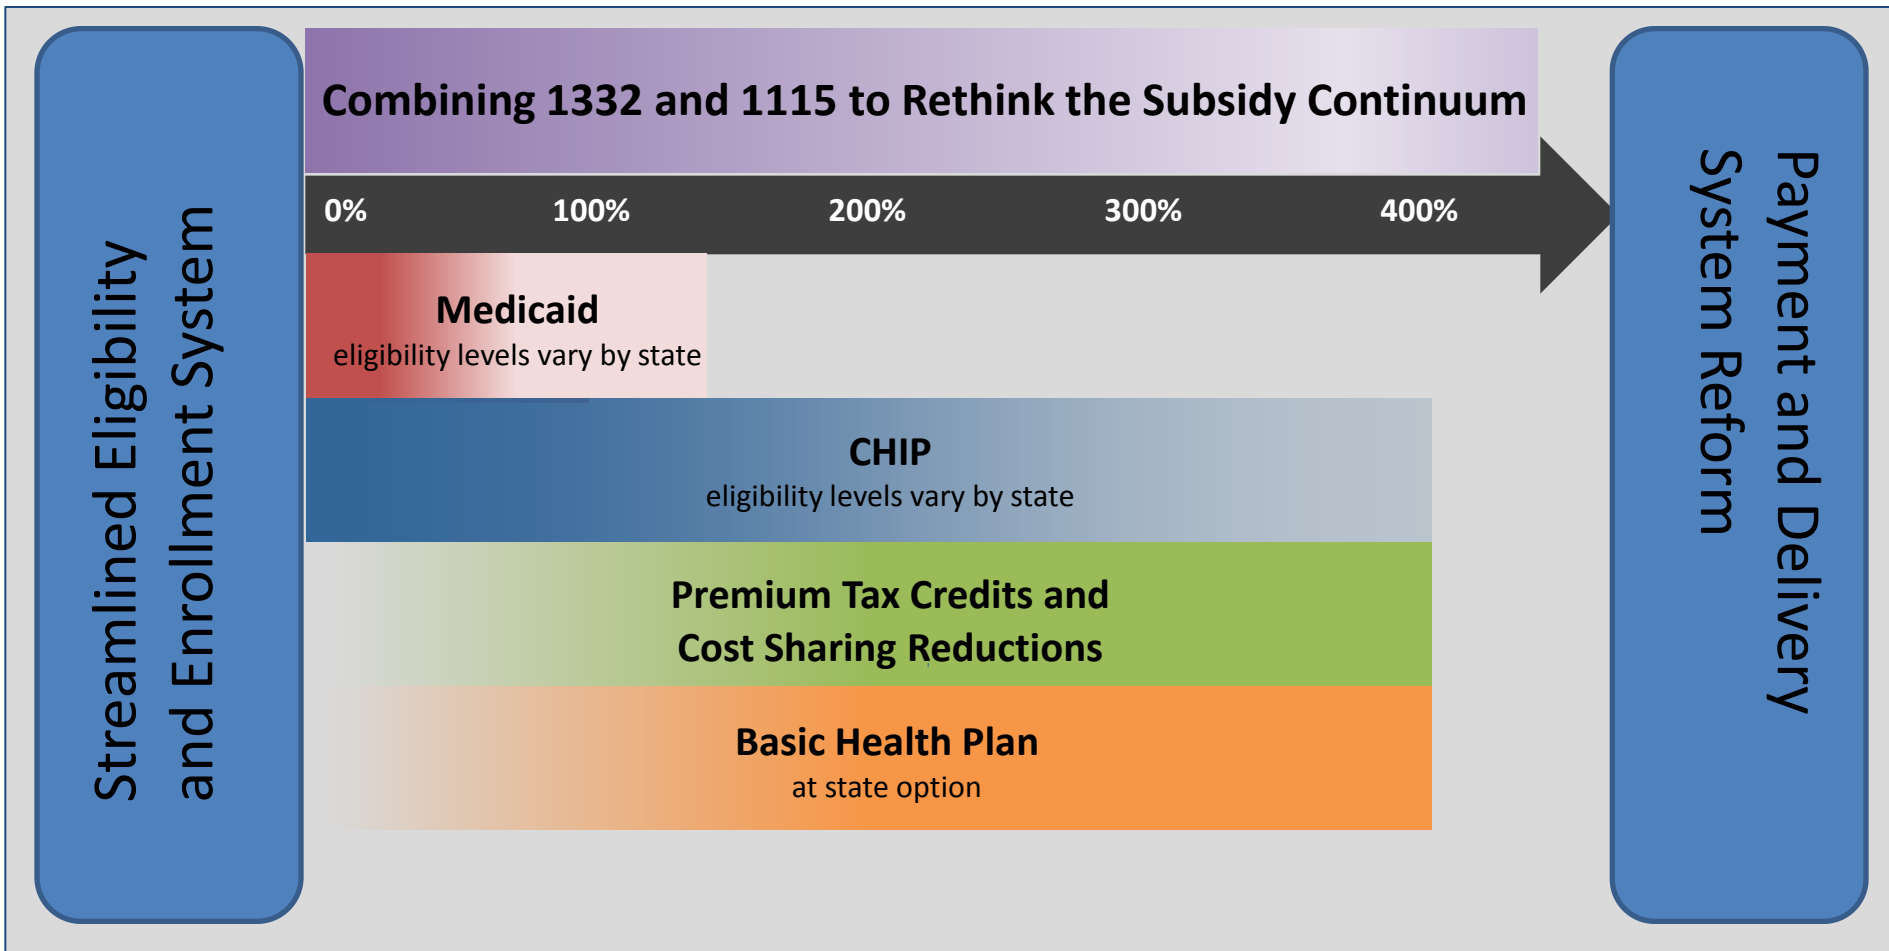 Streamlined Eligibility
and Enrollment System
Combining 1332 and 1115 to Rethink the Subsidy Continuum
0% 100% 200% 300% 400%
Medicaid
eligibility levels vary by state
CHIP
eligibility levels vary by state
Premium Tax Credits and
Cost Sharing Reductions
Basic Health Plan
at state option
Payment and Delivery
System Reform